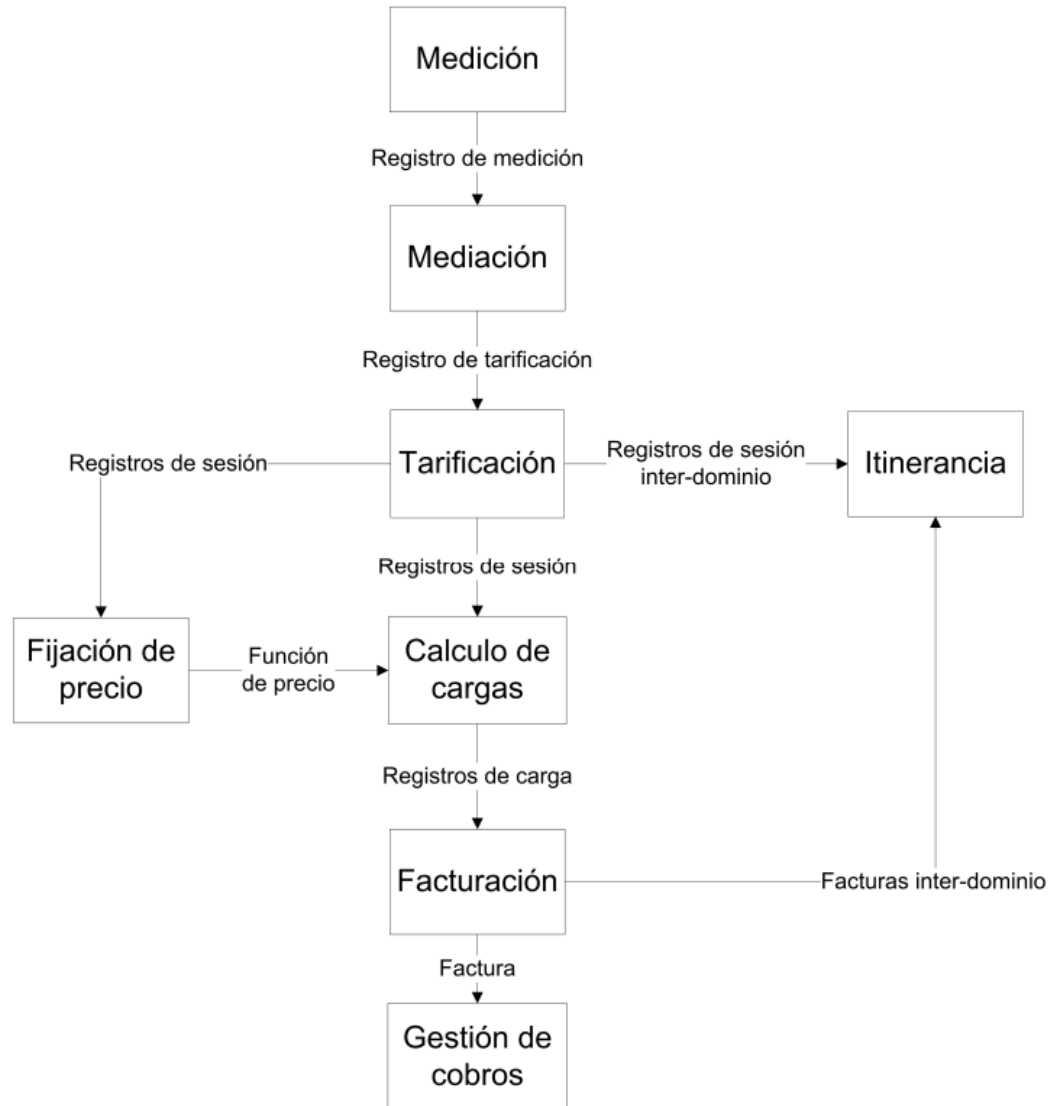 Medición
Registro de medición
Mediación
Registro de tarificación
Tarificación
Registros de sesión
Registros de sesión
inter-dominio
Itinerancia
Registros de sesión
Fijación de
precio
Función
de precio
Calculo de
cargas
Registros de carga
Facturación
Facturas inter-dominio
Factura
Gestión de
cobros